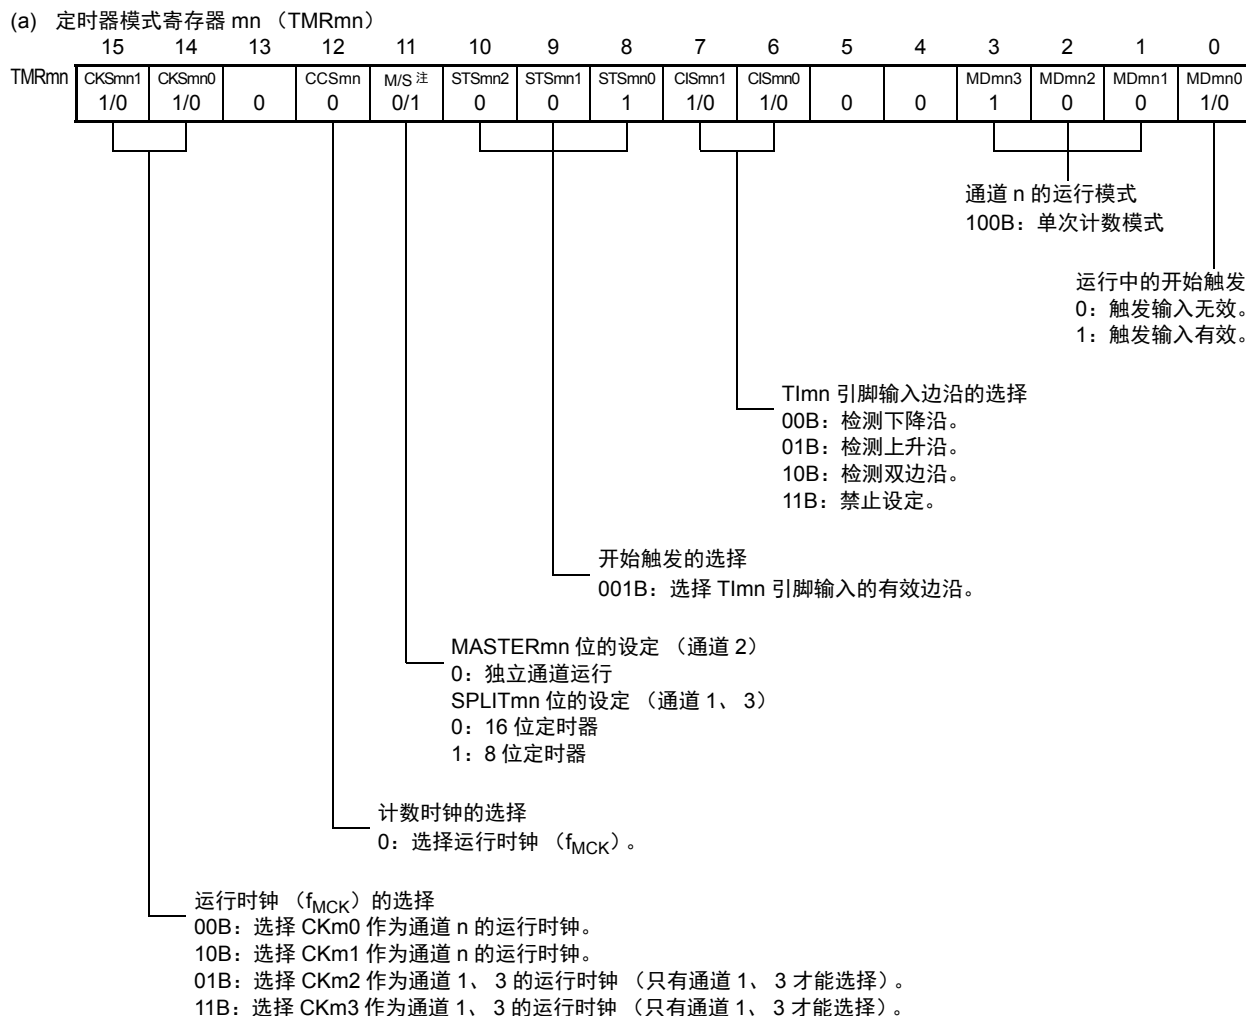 (a) 定时器模式寄存器 mn （TMRmn）
15 14 13 12 11 10 9 8 7 6 5 4 3 2 1 0
TMRmn CKSmn1 CKSmn0 CCSmn M/S 注 STSmn2 STSmn1 STSmn0 CISmn1 CISmn0 MDmn3 MDmn2 MDmn1 MDmn0
1/0 1/0 0 0 0/1 0 0 1 1/0 1/0 0 0 1 0 0 1/0
通道 n 的运行模式
100B：单次计数模式
运行中的开始触发
0：触发输入无效。
1：触发输入有效。
TImn 引脚输入边沿的选择
00B：检测下降沿。
01B：检测上升沿。
10B：检测双边沿。
11B：禁止设定。
开始触发的选择
001B：选择 TImn 引脚输入的有效边沿。
MASTERmn 位的设定 （通道 2）
0：独立通道运行
SPLITmn 位的设定 （通道 1、 3）
0：16 位定时器
1：8 位定时器
计数时钟的选择
0：选择运行时钟 （fMCK）。
运行时钟 （fMCK）的选择
00B：选择 CKm0 作为通道 n 的运行时钟。
10B：选择 CKm1 作为通道 n 的运行时钟。
01B：选择 CKm2 作为通道 1、 3 的运行时钟 （只有通道 1、 3 才能选择）。
11B：选择 CKm3 作为通道 1、 3 的运行时钟 （只有通道 1、 3 才能选择）。